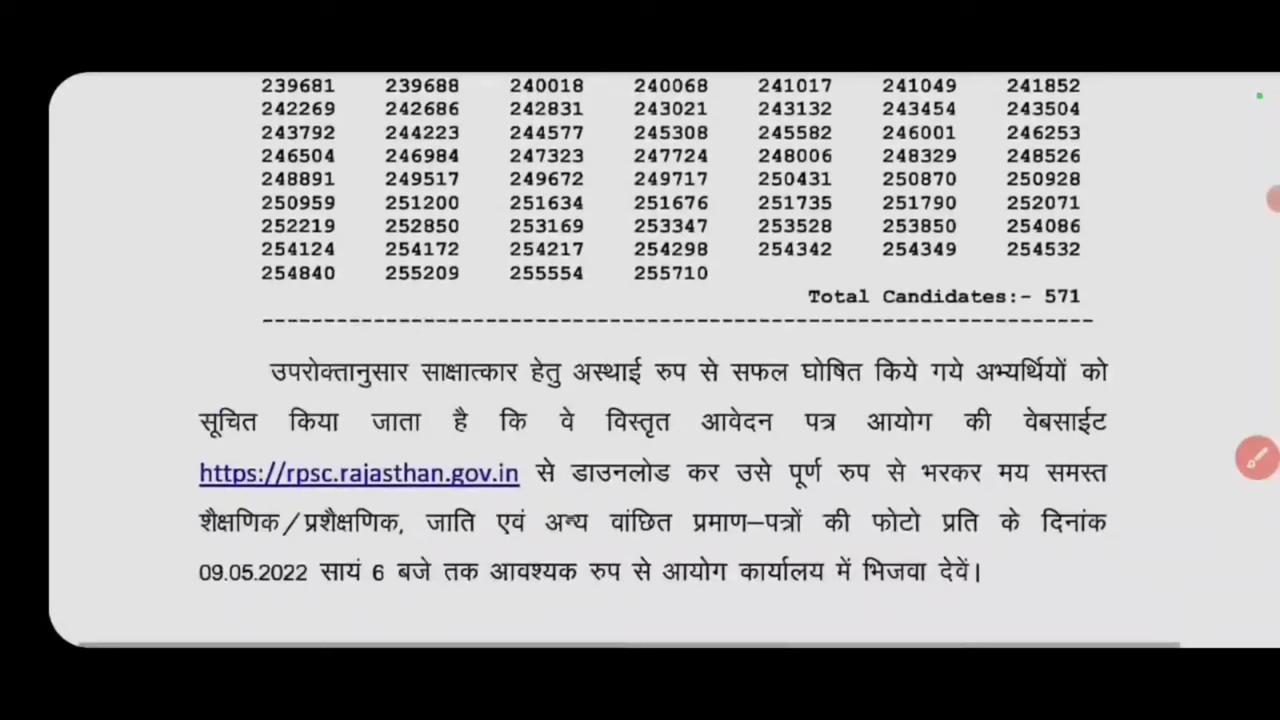 239681 239688 240018 240068 241017 241049 241852
242269 242686 242831 243021 243132 243454 243504
243792 244223 244577 245308 245582 246001 246253
246504 246984 247323 247724 248006 248329 248526
248891 249517 249672 249717 250431 250870 250928
250959 251200 251634 251676 251735 251790 252071
252219 252850 253169 253347 253528 253850 254086
254124 254172 254217 254298 254342 254349 254532
254840 255209 255554 255710
Total Candidates:- 571
उपरोक्तानुसार साक्षात्कार हेतु अस्थाई रुप से सफल घोषित किये गये अभ्यर्थियों को
सूचित किया जाता है कि वे विस्तृत आवेदन पत्र आयोग की वेबसाईट
https://rpsc.rajasthan.gov.in से डाउनलोड कर उसे पूर्ण रुप से भरकर मय समस्त
शैक्षणिक/प्रशैक्षणिक, जाति एवं अन्य वांछित प्रमाण–पत्रों की फोटो प्रति के दिनांक
09.05.2022 सायं 6 बजे तक आवश्यक रुप से आयोग कार्यालय में भिजवा देवें।